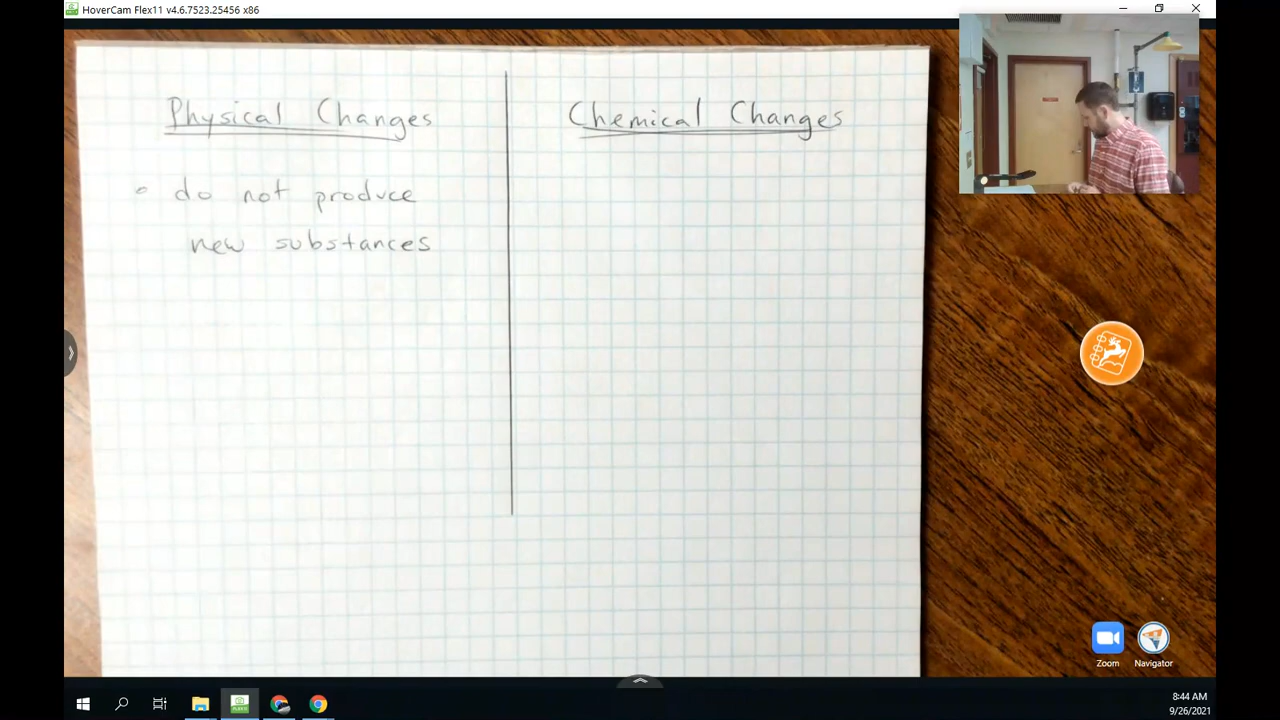 HoverCam Flex11 v4.6.7523.25456 x86
Physical Changes
Chemical Changes
° do not produce
new substances
Zoom
Navigator
8:44 AM
9/26/2021